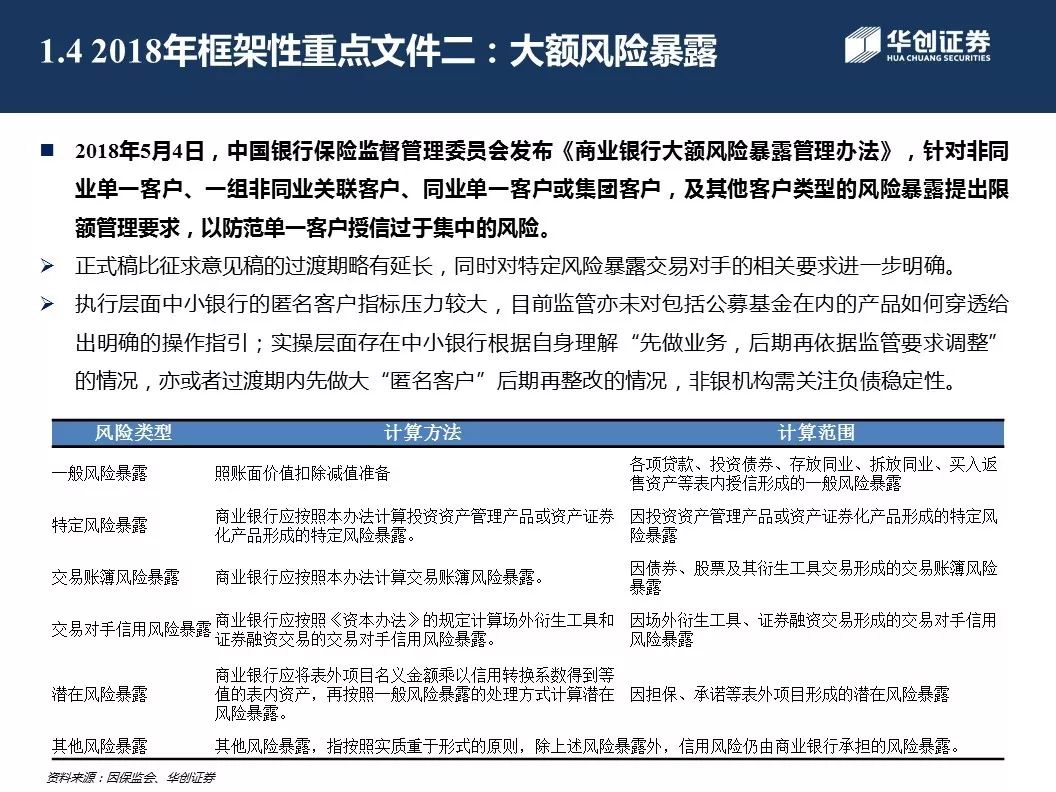 1.4 2018年框架性重点文件二：大额风险暴露
华创证券
HUA CHUANG SECURITIES
2018年5月4日，中国银行保险监督管理委员会发布《商业银行大额风险暴露管理办法》，针对非同
业单一客户、一组非同业关联客户、同业单一客户或集团客户，及其他客户类型的风险暴露提出限
额管理要求，以防范单一客户授信过于集中的风险。
正式稿比征求意见稿的过渡期略有延长，同时对特定风险暴露交易对手的相关要求进一步明确。
执行层面中小银行的匿名客户指标压力较大，目前监管亦未对包括公募基金在内的产品如何穿透给
出明确的操作指引；实操层面存在中小银行根据自身理解“先做业务，后期再依据监管要求调整”
的情况，亦或者过渡期内先做大“匿名客户”后期再整改的情况，非银机构需关注负债稳定性。
风险类型 计算方法 计算范围
一般风险暴露 照账面价值扣除减值准备
各项贷款、投资债券、存放同业、拆放同业、买入返
售资产等表内授信形成的一般风险暴露
特定风险暴露
商业银行应按照本办法计算投资资产管理产品或资产证券
化产品形成的特定风险暴露。
因投资资产管理产品或资产证券化产品形成的特定风
险暴露
交易账簿风险暴露 商业银行应按照本办法计算交易账簿风险暴露。
因债券、股票及其衍生工具交易形成的交易账簿风险
暴露
交易对手信用风险暴露
商业银行应按照《资本办法》的规定计算场外衍生工具和
证券融资交易的交易对手信用风险暴露。
因场外衍生工具、证券融资交易形成的交易对手信用
风险暴露
潜在风险暴露
商业银行应将表外项目名义金额乘以信用转换系数得到等
值的表内资产，再按照一般风险暴露的处理方式计算潜在
风险暴露。
因担保、承诺等表外项目形成的潜在风险暴露
其他风险暴露 其他风险暴露，指按照实质重于形式的原则，除上述风险暴露外，信用风险仍由商业银行承担的风险暴露。
资料来源：因保监会、华创证券